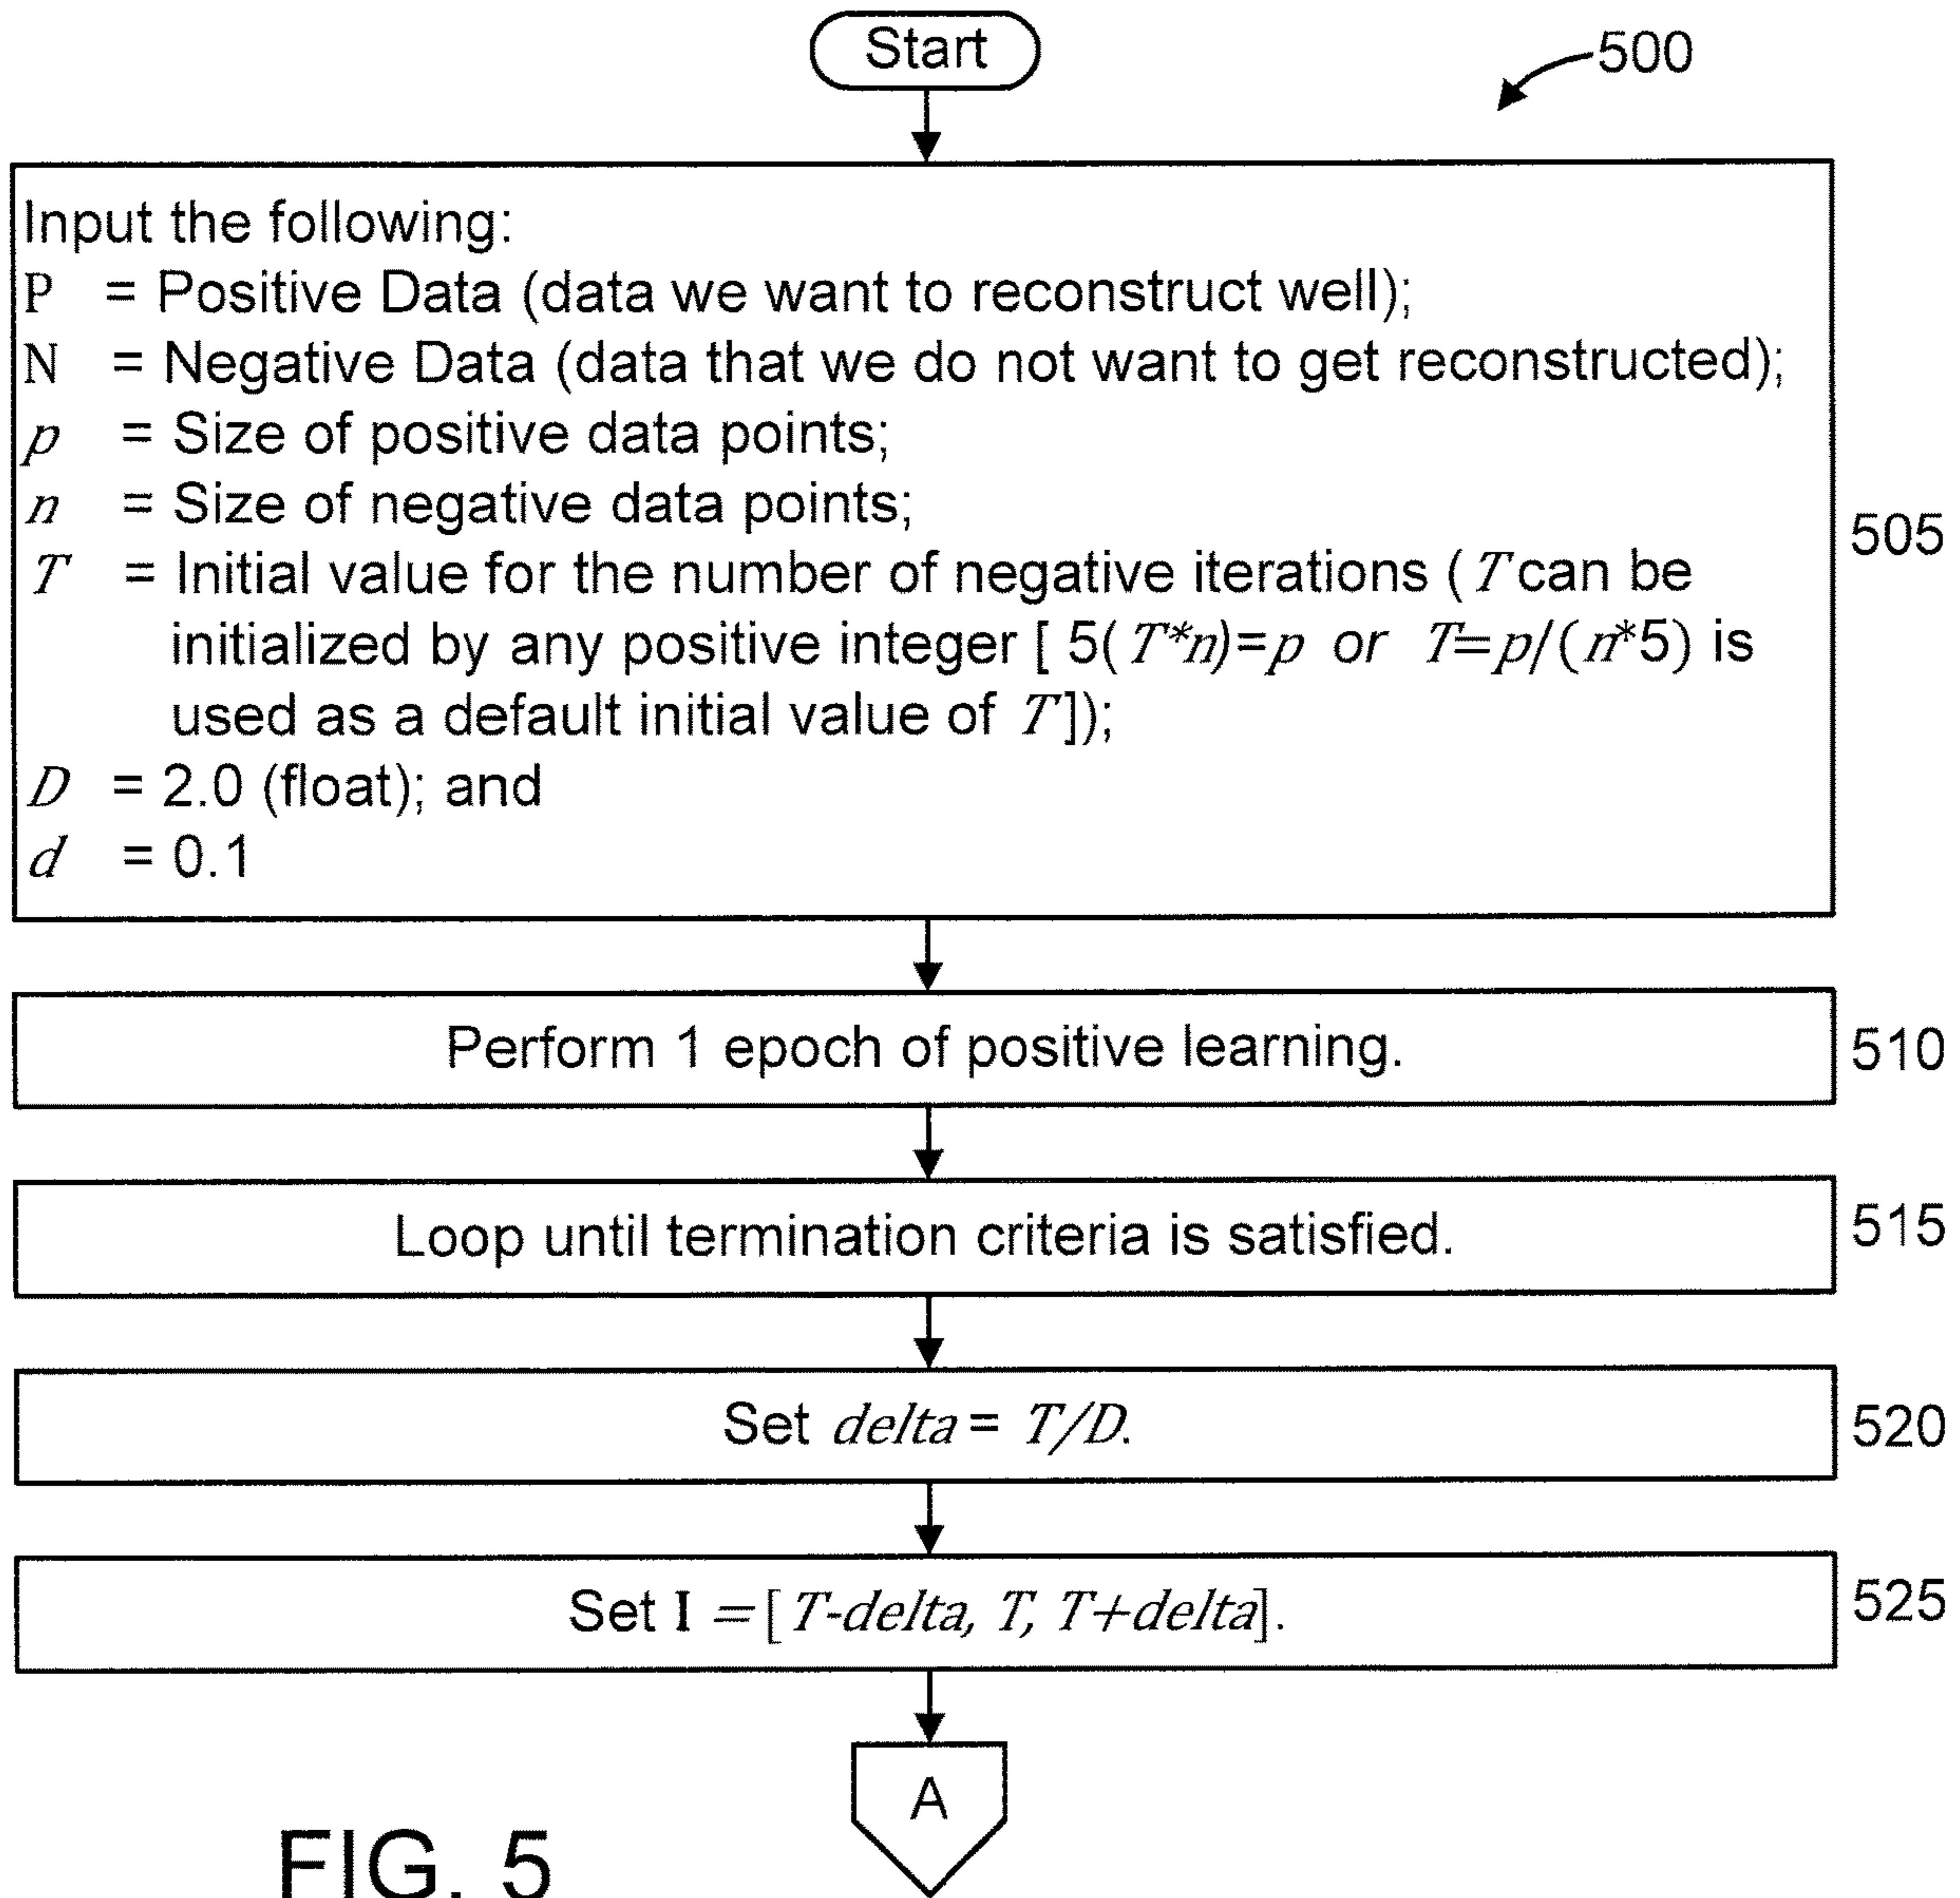 Start
500
Input the following:
P = Positive Data (data we want to reconstruct well);
N = Negative Data (data that we do not want to get reconstructed);
p = Size of positive data points;
n = Size of negative data points;
T = Initial value for the number of negative iterations ( T can be
initialized by any positive integer [ 5( T*n)=p or T=p/(n*5) is
used as a default initial value of T ]);
D = 2.0 (float); and
d = 0.1
505
Perform 1 epoch of positive learning.
510
Loop until termination criteria is satisfied.
515
Set delta = T/D.
520
Set I = [ T-delta, T, T+delta].
525
A
FIG. 5